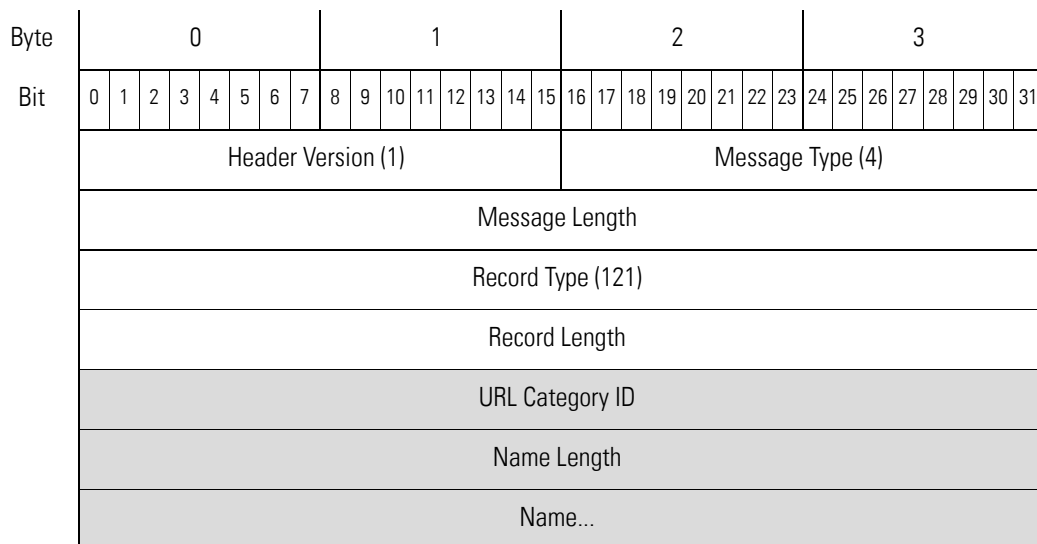 Byte 0 1 2 3
Bit 0 1 2 3 4 5 6 7 8 9 10 11 12 13 14 15 16 17 18 19 20 21 22 23 24 25 26 27 28 29 30 31
Header Version (1) Message Type (4)
Message Length
Record Type (121)
Record Length
URL Category ID
Name Length
Name...